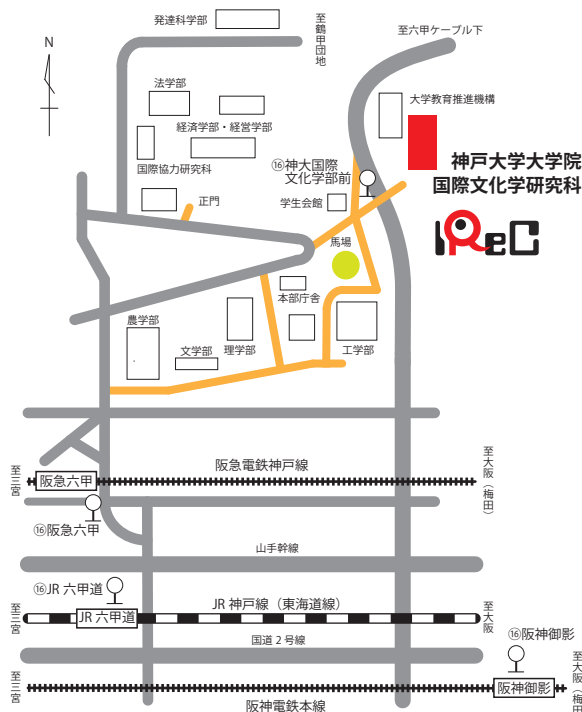 発達科学部
至鶴甲団地
至六甲ケーブル下
N
法学部
大学教育推進機構
経済学部・経営学部
国際協力研究科
⑯神大国際
文化学部前
神戸大学大学院
国際文化学研究科
正門
学生会館
IReC
馬場
本部庁舎
農学部
文学部
理学部
工学部
至三宮
阪急電鉄神戸線
至大阪（梅田）
阪急六甲
⑯阪急六甲
山手幹線
⑯JR 六甲道
至三宮
JR 神戸線（東海道線）
至大阪
JR 六甲道
国道 2 号線
⑯阪神御影
至三宮
阪神電鉄本線
阪神御影
至大阪（梅